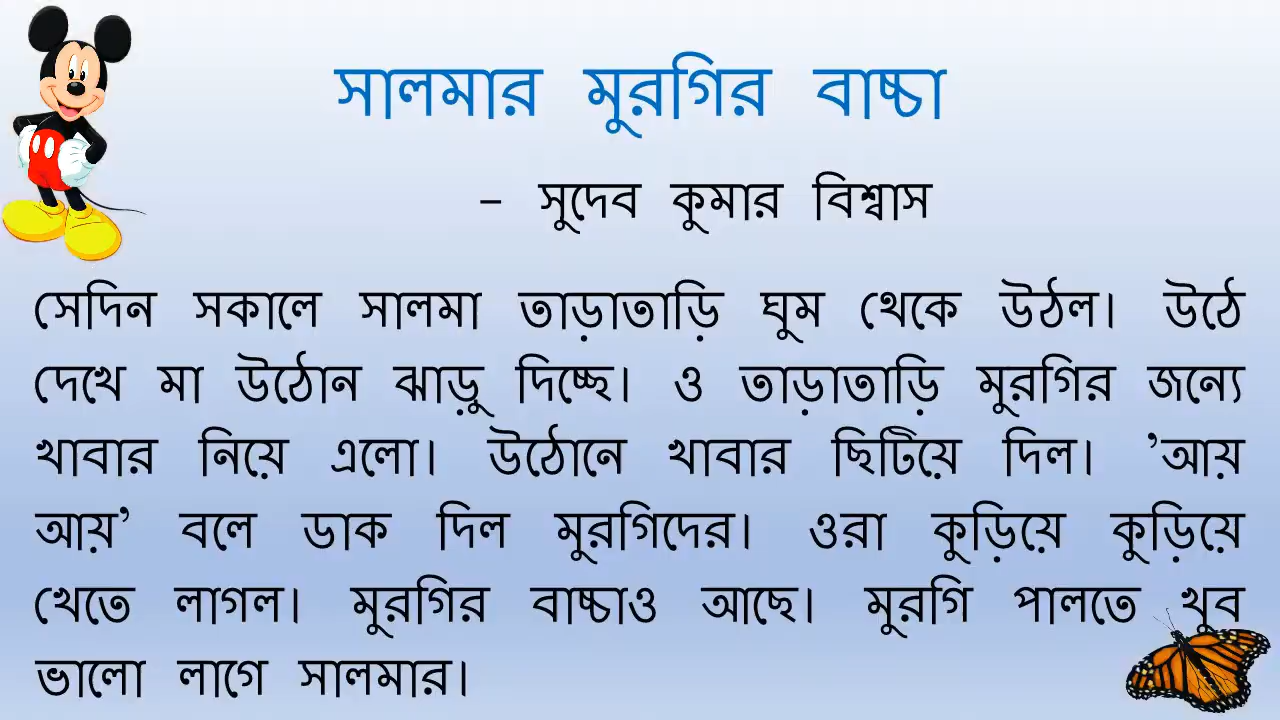 সালমার মুরগির বাচ্চা
– সুদেব কুমার বিশ্বাস
সেদিন সকালে সালমা তাড়াতাড়ি ঘুম থেকে উঠল। উঠে
দেখে মা উঠোন ঝাড়ু দিচ্ছে। ও তাড়াতাড়ি মুরগির জন্যে
খাবার নিয়ে এলো। উঠোনে খাবার ছিটিয়ে দিল। ’আয়
আয়’ বলে ডাক দিল মুরগিদের। ওরা কুড়িয়ে কুড়িয়ে
খেতে লাগল। মুরগির বাচ্চাও আছে। মুরগি পালতে খুব
ভালো লাগে সালমার।